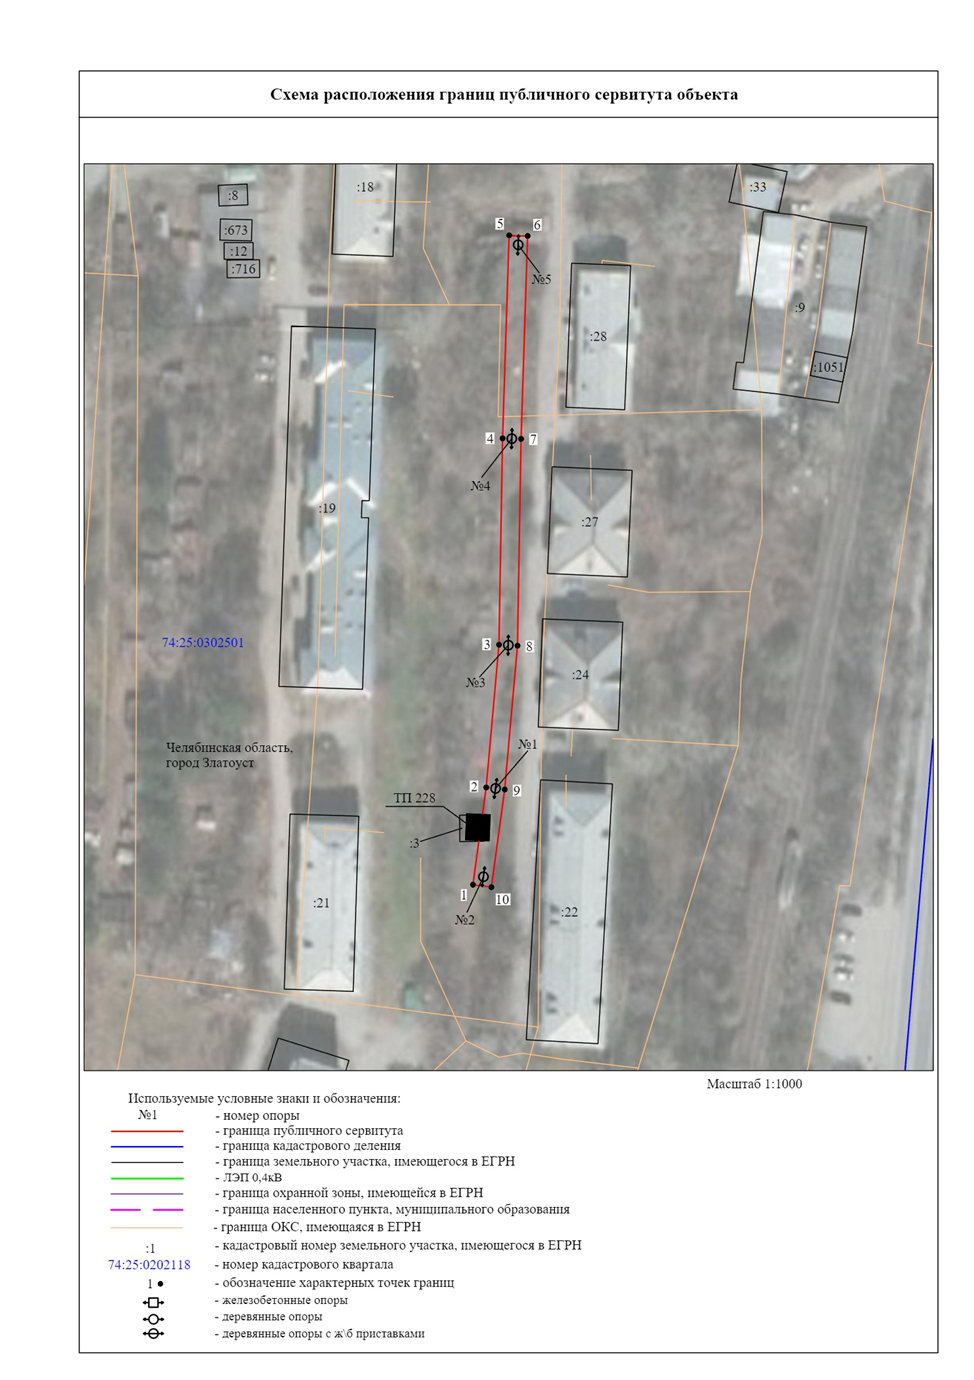 Схема расположения границ публичного сервитута объекта
:18
:33
:8
:673
:12
:716
5
6
№5
:9
:28
:1051
4
7
№4
:19
:27
74:25:0302501
3
8
№3
:24
Челябинская область,
город Златоуст
№1
2
9
ТП 228
:3
1
10
№2
:21
:22
Масштаб 1:1000
Используемые условные знаки и обозначения:
№1 - номер опоры
- граница публичного сервитута
- граница кадастрового деления
- граница земельного участка, имеющегося в ЕГРН
- ЛЭП 0,4кВ
- граница охранной зоны, имеющейся в ЕГРН
- граница населенного пункта, муниципального образования
- граница ОКС, имеющаяся в ЕГРН
:1 - кадастровый номер земельного участка, имеющегося в ЕГРН
74:25:0202118 - номер кадастрового квартала
1 - обозначение характерных точек границ
- железобетонные опоры
- деревянные опоры
- деревянные опоры с ж\б приставками